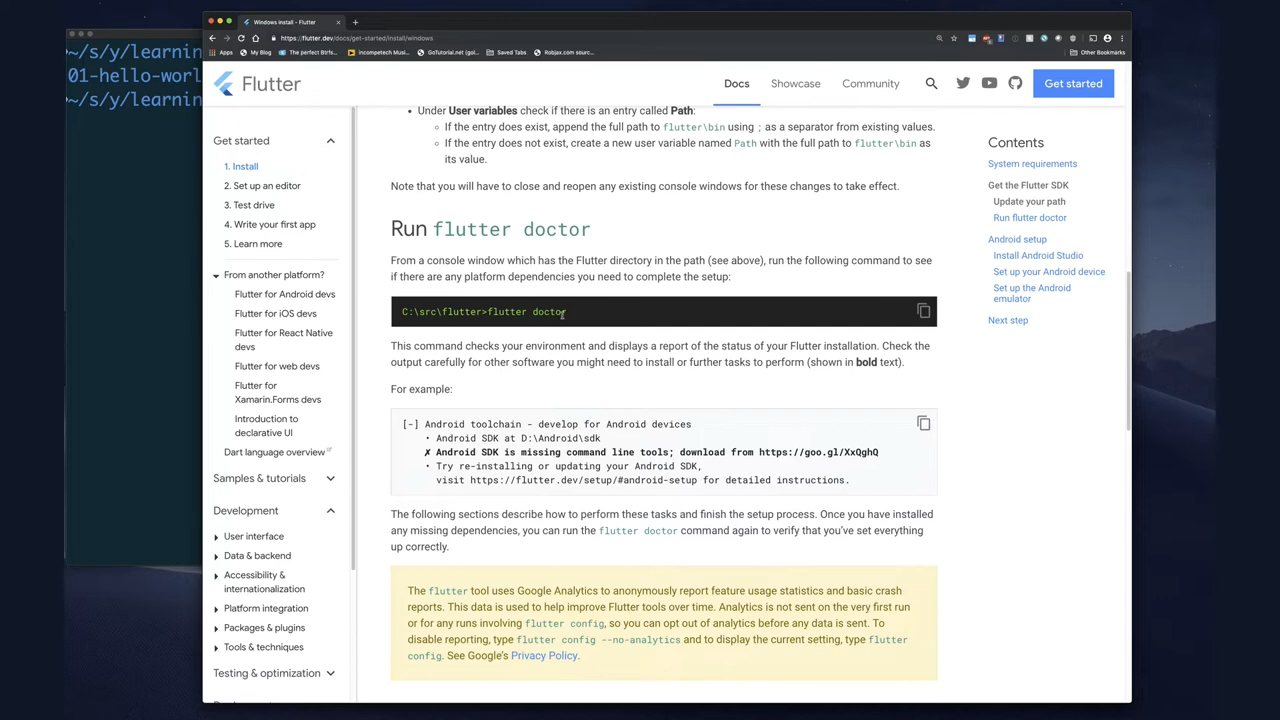 Windows install - Flutter
https://flutter.dev/docs/get-started/install/windows
Apps
My Blog
The perfect Btrfs...
incompetech Musi...
GoTutorial.net (gol...
Saved Tabs
Robjax.com sourc...
Other Bookmarks
~/s/y/learnin
01-hello-worl
~/s/y/learnin
Flutter
Docs
Showcase
Community
Get started
Get started
1. Install
2. Set up an editor
3. Test drive
4. Write your first app
5. Learn more
From another platform?
Flutter for Android devs
Flutter for iOS devs
Flutter for React Native
devs
Flutter for web devs
Flutter for
Xamarin.Forms devs
Introduction to
declarative UI
Dart language overview
Samples & tutorials
Development
User interface
Data & backend
Accessibility &
internationalization
Platform integration
Packages & plugins
Tools & techniques
Testing & optimization
• Under User variables check if there is an entry called Path:
If the entry does exist, append the full path to flutter\bin using ; as a separator from existing values.
If the entry does not exist, create a new user variable named Path with the full path to flutter\bin as
its value.
Note that you will have to close and reopen any existing console windows for these changes to take effect.
Run flutter doctor
From a console window which has the Flutter directory in the path (see above), run the following command to see
if there are any platform dependencies you need to complete the setup:
C:\src\flutter>flutter doctor
This command checks your environment and displays a report of the status of your Flutter installation. Check the
output carefully for other software you might need to install or further tasks to perform (shown in bold text).
For example:
[-] Android toolchain - develop for Android devices
• Android SDK at D:\Android\sdk
✗ Android SDK is missing command line tools; download from https://goo.gl/XxQghQ
• Try re-installing or updating your Android SDK,
visit https://flutter.dev/setup/#android-setup for detailed instructions.
The following sections describe how to perform these tasks and finish the setup process. Once you have installed
any missing dependencies, you can run the flutter doctor command again to verify that you've set everything
up correctly.
The flutter tool uses Google Analytics to anonymously report feature usage statistics and basic crash
reports. This data is used to help improve Flutter tools over time. Analytics is not sent on the very first run
or for any runs involving flutter config, so you can opt out of analytics before any data is sent. To
disable reporting, type flutter config --no-analytics and to display the current setting, type flutter
config. See Google's Privacy Policy.
Contents
System requirements
Get the Flutter SDK
Update your path
Run flutter doctor
Android setup
Install Android Studio
Set up your Android device
Set up the Android
emulator
Next step